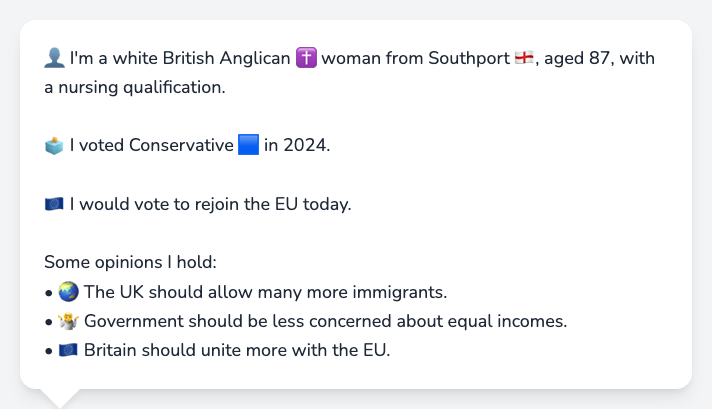 👤 I'm a white British Anglican ✝️ woman from Southport 🏴󠁧󠁢󠁥󠁮󠁧󠁿, aged 87, with
a nursing qualification.
🗳️ I voted Conservative 🟦 in 2024.
🇪🇺 I would vote to rejoin the EU today.
Some opinions I hold:
• 🌏 The UK should allow many more immigrants.
• 🤷 Government should be less concerned about equal incomes.
• 🇪🇺 Britain should unite more with the EU.